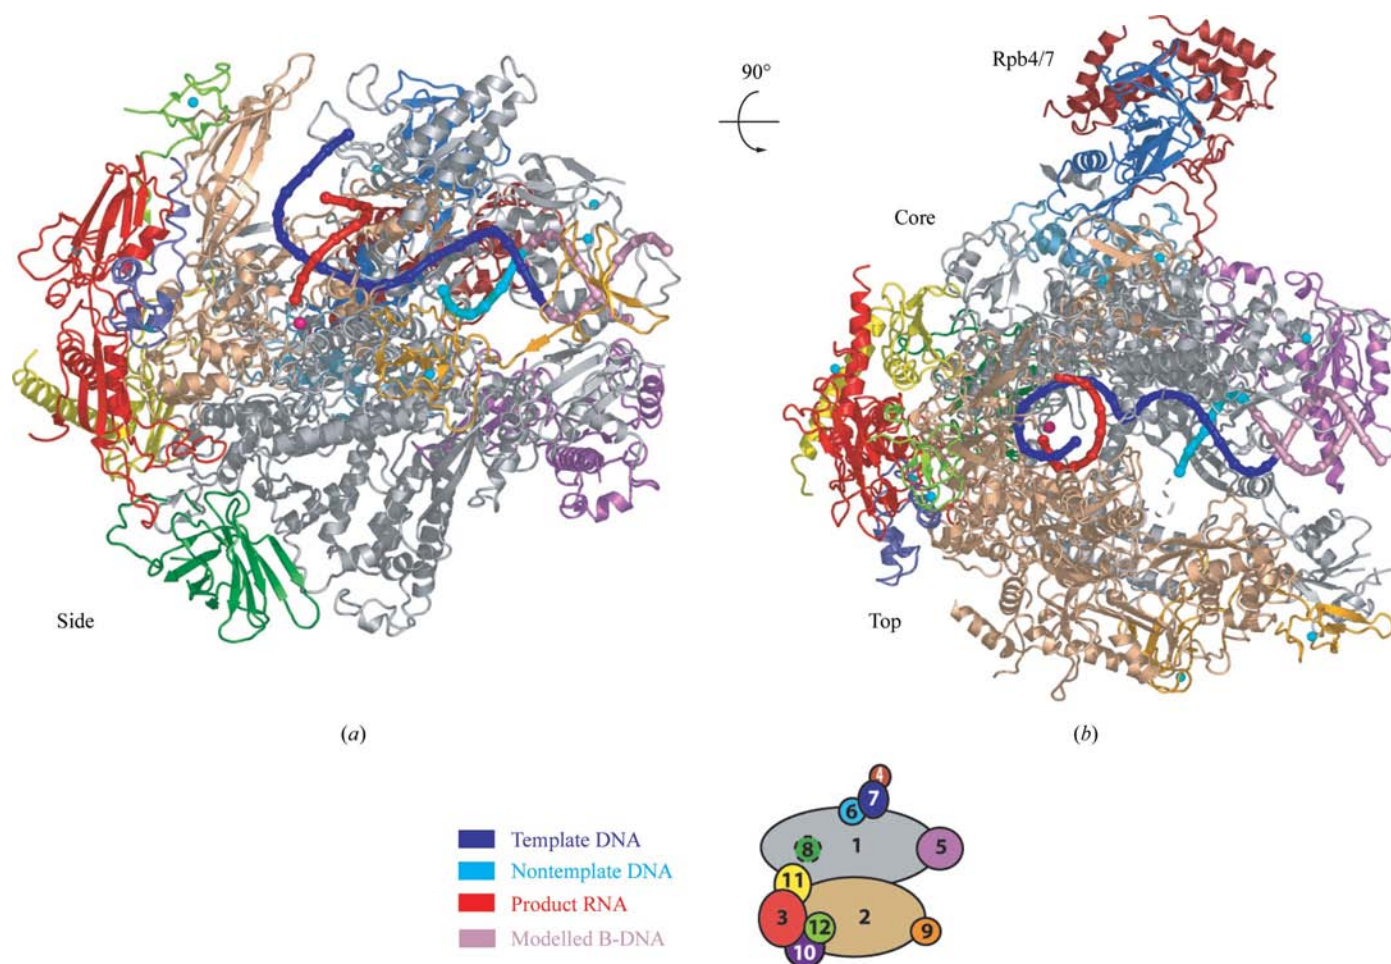 90°
Rpb4/7
Core
Side
Top
(a)
(b)
Template DNA
Nontemplate DNA
Product RNA
Modelled B-DNA
4
7
6
8
1
5
11
3
12
2
9
10